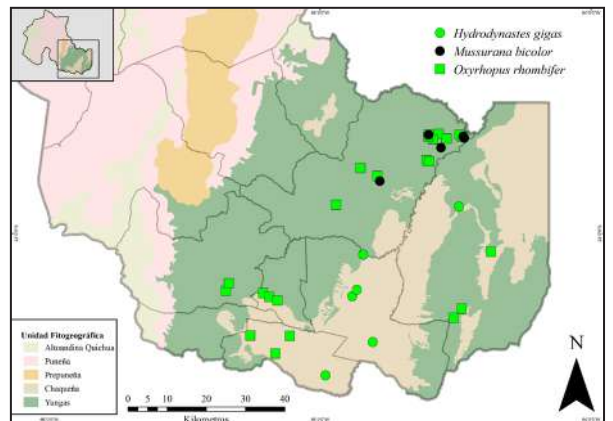 Hydrodynastes gigas
Mussurana bicolor
Oxyrhopus rhombifer
Unidad Fitogeográfica
Altoandina Quichua
Puneña
Prepuneña
Chaqueña
Yungas
0 5 10 20 30 40
Kilometros
N